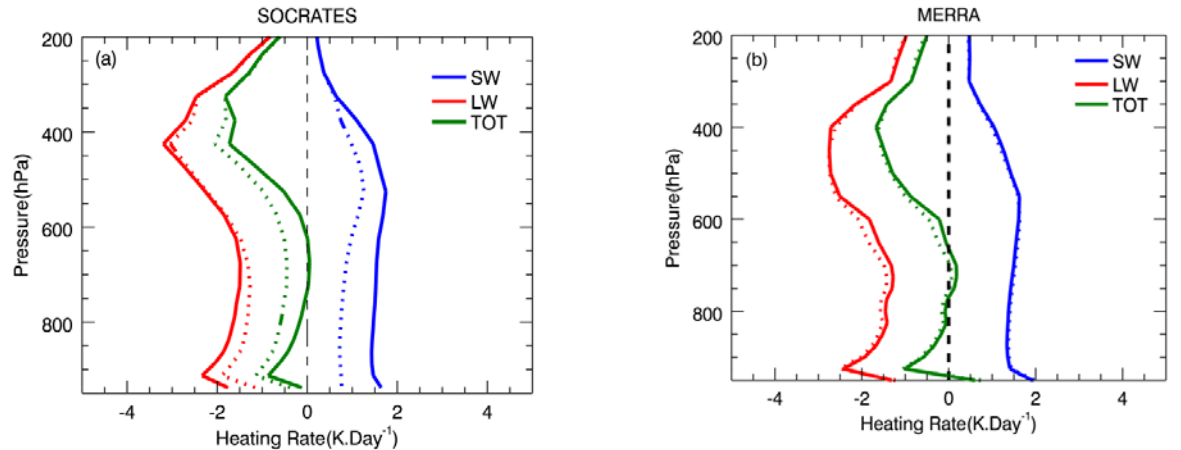 SOCRATES
(a)
SW
LW
TOT
200
400
600
800
Pressure(hPa)
-4 -2 0 2 4
Heating Rate(K.Day⁻¹)
MERRA
(b)
SW
LW
TOT
200
400
600
800
Pressure(hPa)
-4 -2 0 2 4
Heating Rate(K.Day⁻¹)